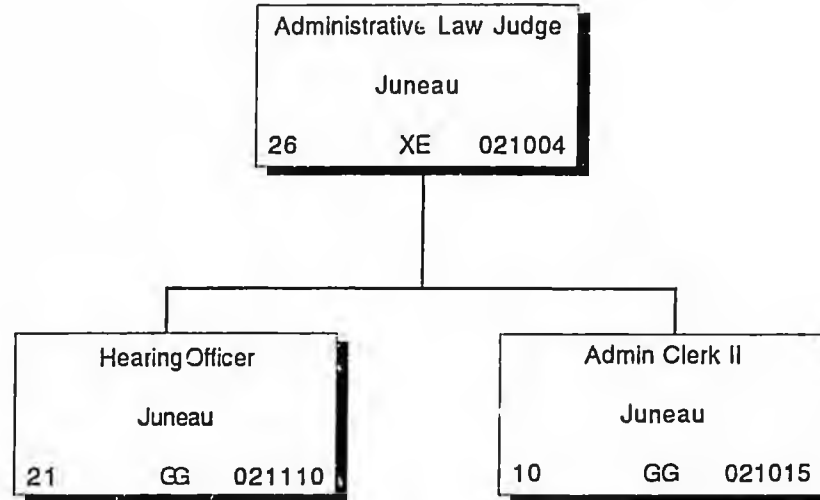 Administrative Law Judge
Juneau
26 XE 021004
Hearing Officer
Juneau
21 GG 021110
Admin Clerk II
Juneau
10 GG 021015